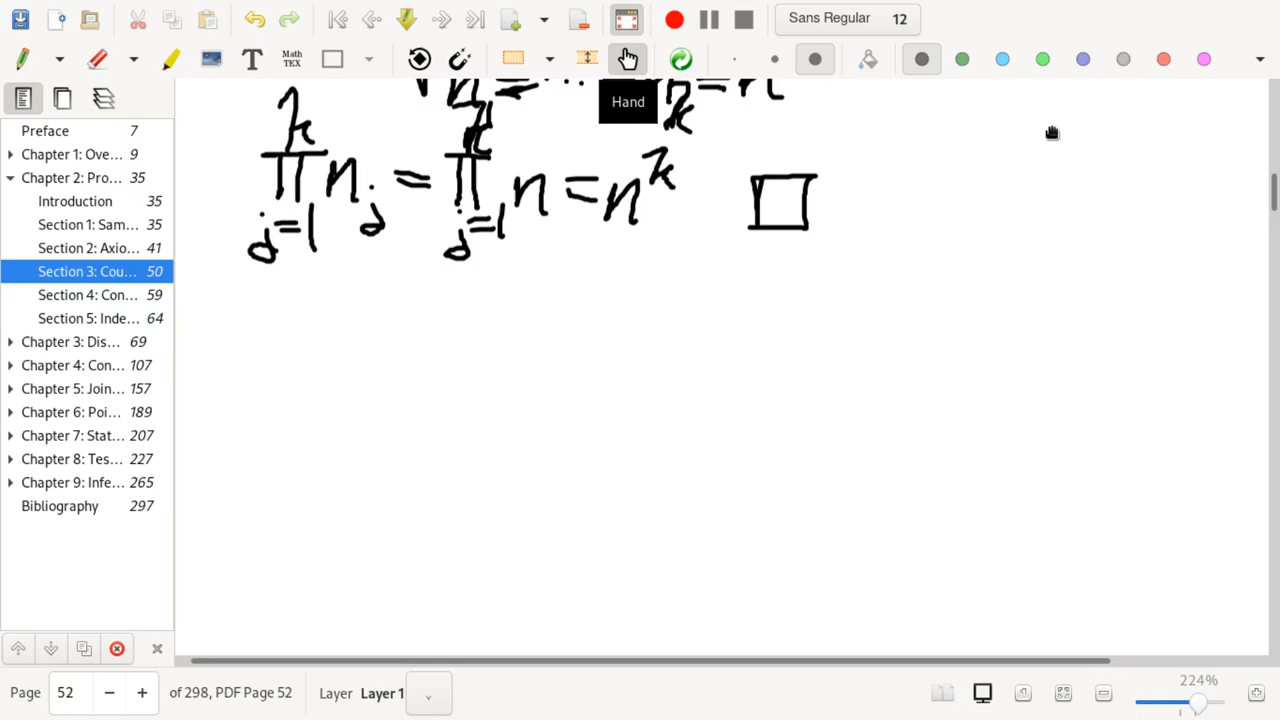 Sans Regular 12
Math
TEX
Hand
Preface 7
Chapter 1: Ove... 9
Chapter 2: Pro... 35
Introduction 35
Section 1: Sam... 35
Section 2: Axio... 41
Section 3: Cou... 50
Section 4: Con... 59
Section 5: Inde... 64
Chapter 3: Dis... 69
Chapter 4: Con... 107
Chapter 5: Join... 157
Chapter 6: Poi... 189
Chapter 7: Stat... 207
Chapter 8: Tes... 227
Chapter 9: Infe... 265
Bibliography 297
∏_{j=1}^{k} n_j = ∏_{j=1}^{k} n = n^k □
Page 52 of 298, PDF Page 52 Layer Layer 1 224%